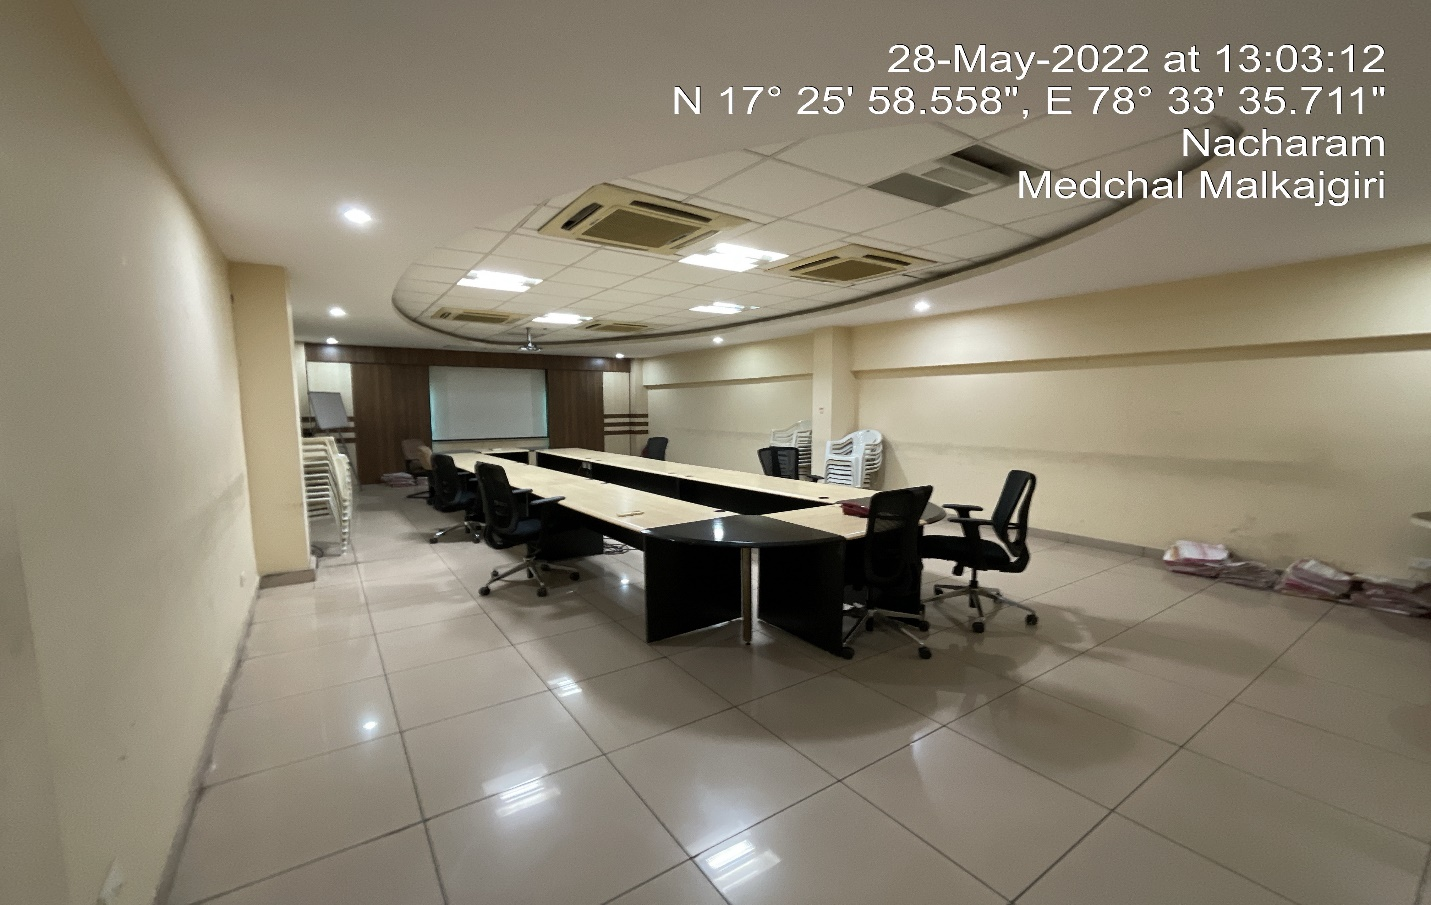 28-May-2022 at 13:03:12
N 17° 25' 58.558", E 78° 33' 35.711"
Nacharam
Medchal Malkajgiri